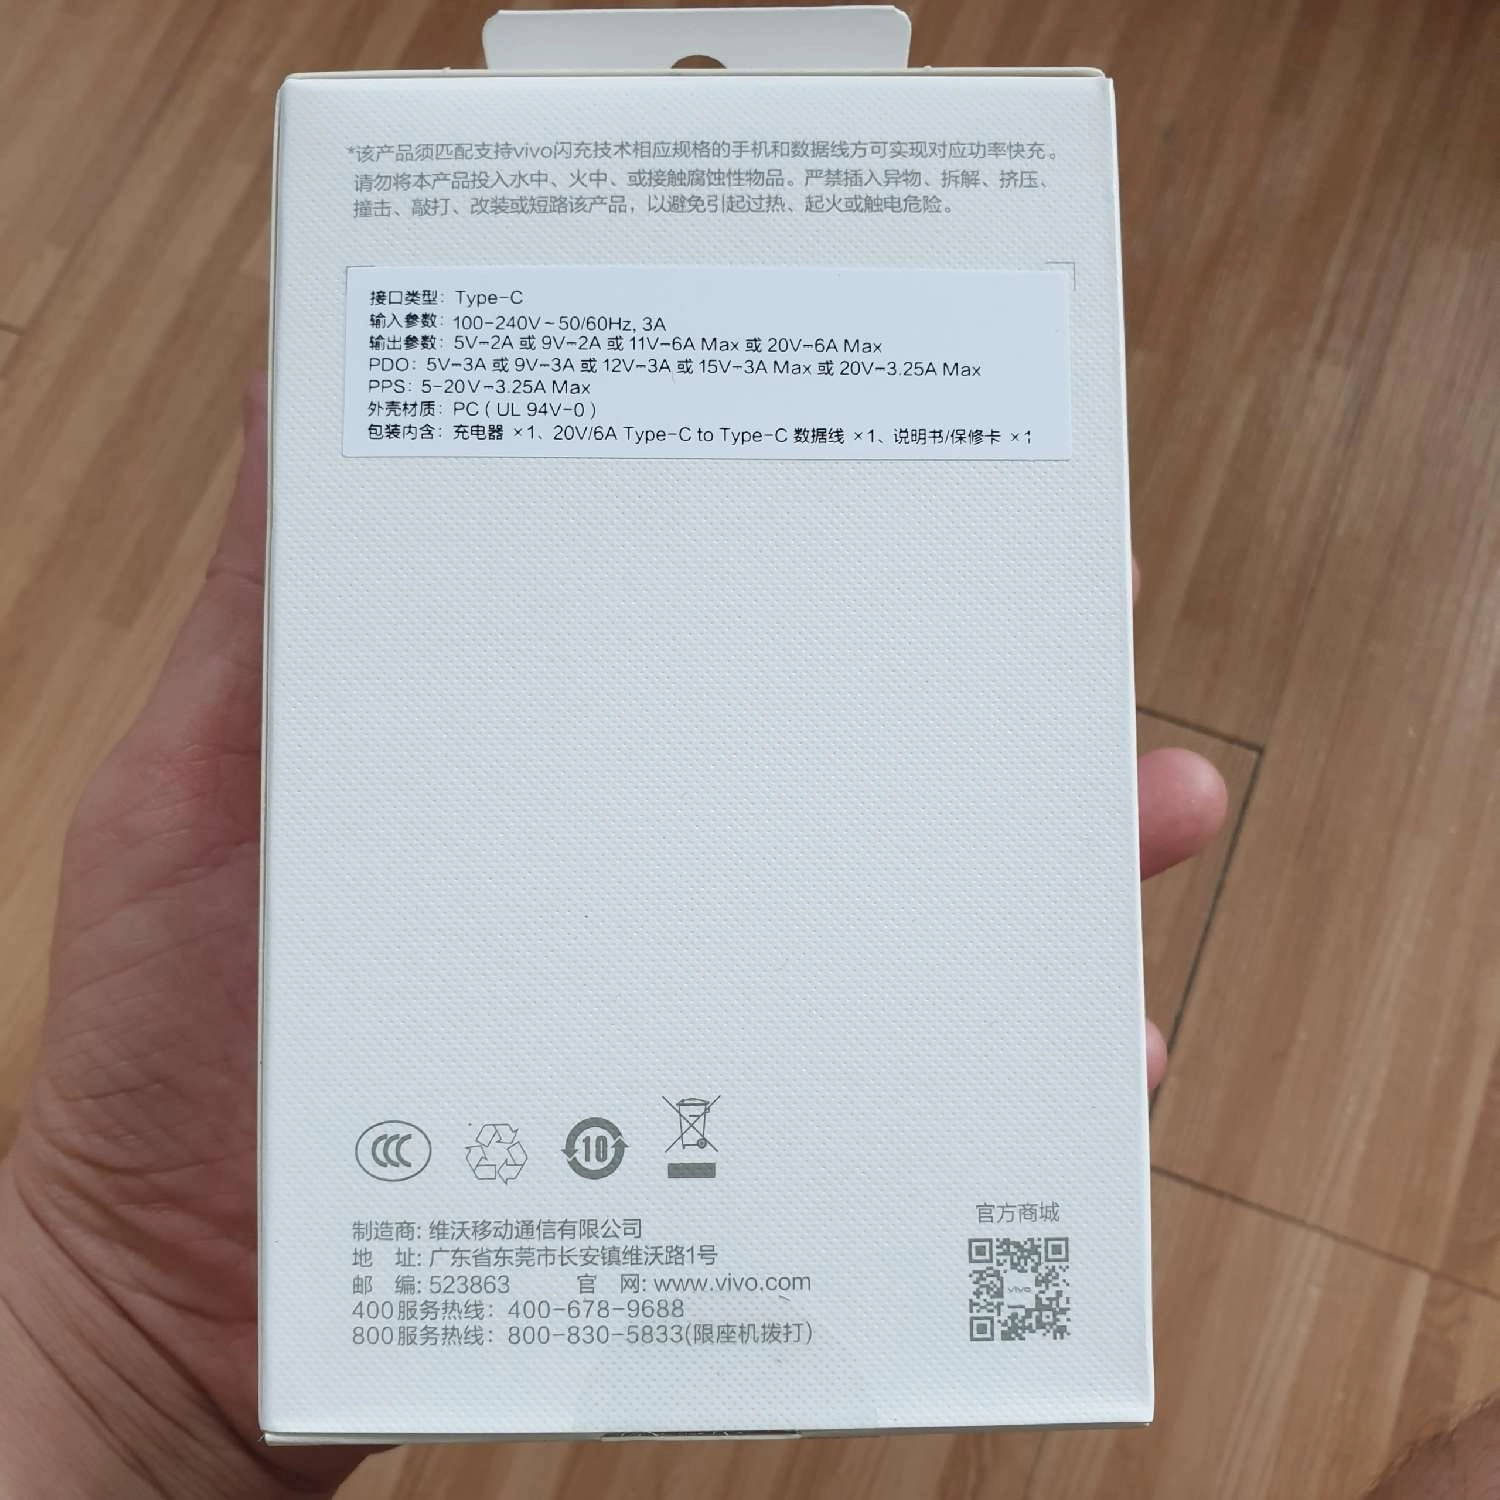 *该产品须匹配支持vivo闪充技术相应规格的手机和数据线方可实现对应功率快充。
请勿将本产品投入水中、火中、或接触腐蚀性物品。严禁插入异物、拆解、挤压、
撞击、敲打、改装或短路该产品，以避免引起过热、起火或触电危险。
接口类型：Type-C
输入参数：100-240V~50/60Hz, 3A
输出参数：5V-2A 或 9V-2A 或 11V-6A Max 或 20V-6A Max
PDO：5V-3A 或 9V-3A 或 12V-3A 或 15V-3A Max 或 20V-3.25A Max
PPS：5-20V-3.25A Max
外壳材质：PC ( UL 94V-0 )
包装内含：充电器 ×1、20V/6A Type-C to Type-C 数据线 ×1、说明书/保修卡 ×1
CCC
10
制造商: 维沃移动通信有限公司
地 址: 广东省东莞市长安镇维沃路1号
邮 编: 523863 官 网: www.vivo.com
400服务热线：400-678-9688
800服务热线：800-830-5833(限座机拨打)
官方商城
vivo